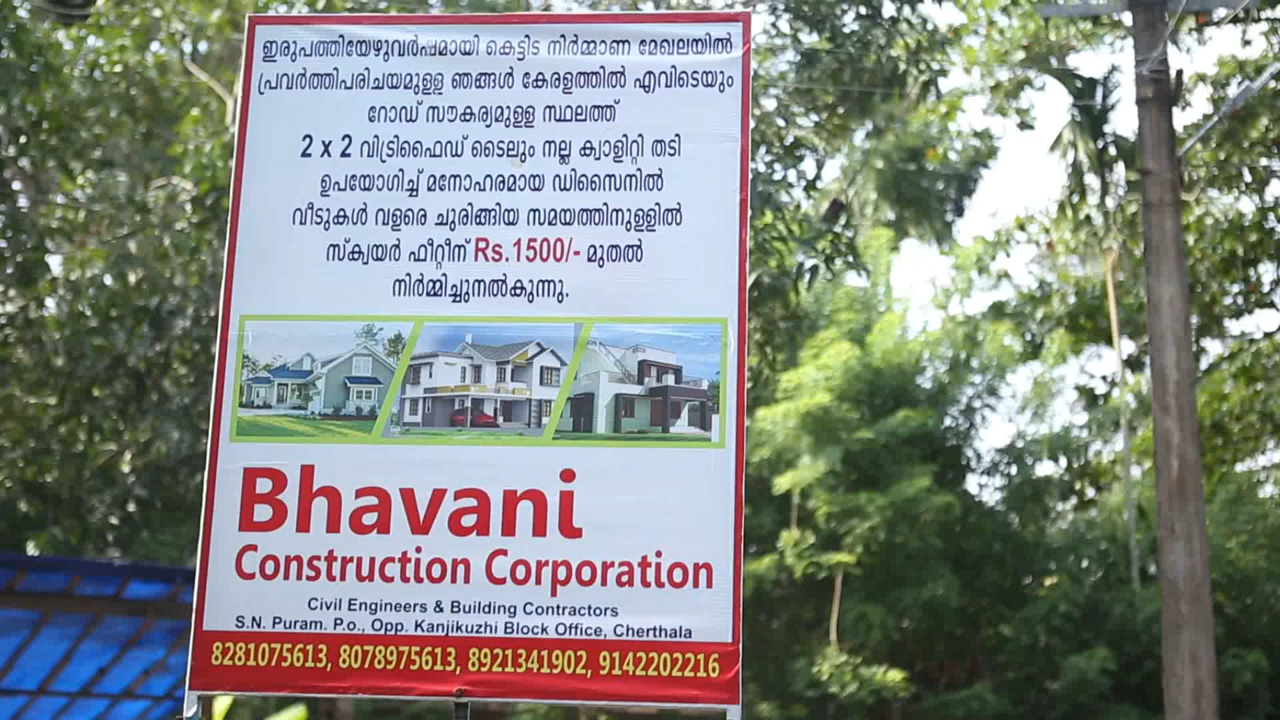 ഇരുപത്തിയേഴുവർഷമായി കെട്ടിട നിർമ്മാണ മേഖലയിൽ
പ്രവർത്തിപരിചയമുള്ള ഞങ്ങൾ കേരളത്തിൽ എവിടെയും
റോഡ് സൗകര്യമുള്ള സ്ഥലത്ത്
2 x 2 വിട്രിഫൈഡ് ടൈലും നല്ല ക്വാളിറ്റി തടി
ഉപയോഗിച്ച് മനോഹരമായ ഡിസൈനിൽ
വീടുകൾ വളരെ ചുരിങ്ങിയ സമയത്തിനുള്ളിൽ
സ്ക്വയർ ഫീറ്റീന് Rs.1500/- മുതൽ
നിർമ്മിച്ചുനൽകുന്നു.
Bhavani
Construction Corporation
Civil Engineers & Building Contractors
S.N. Puram. P.o., Opp. Kanjikuzhi Block Office, Cherthala
8281075613, 8078975613, 8921341902, 9142202216